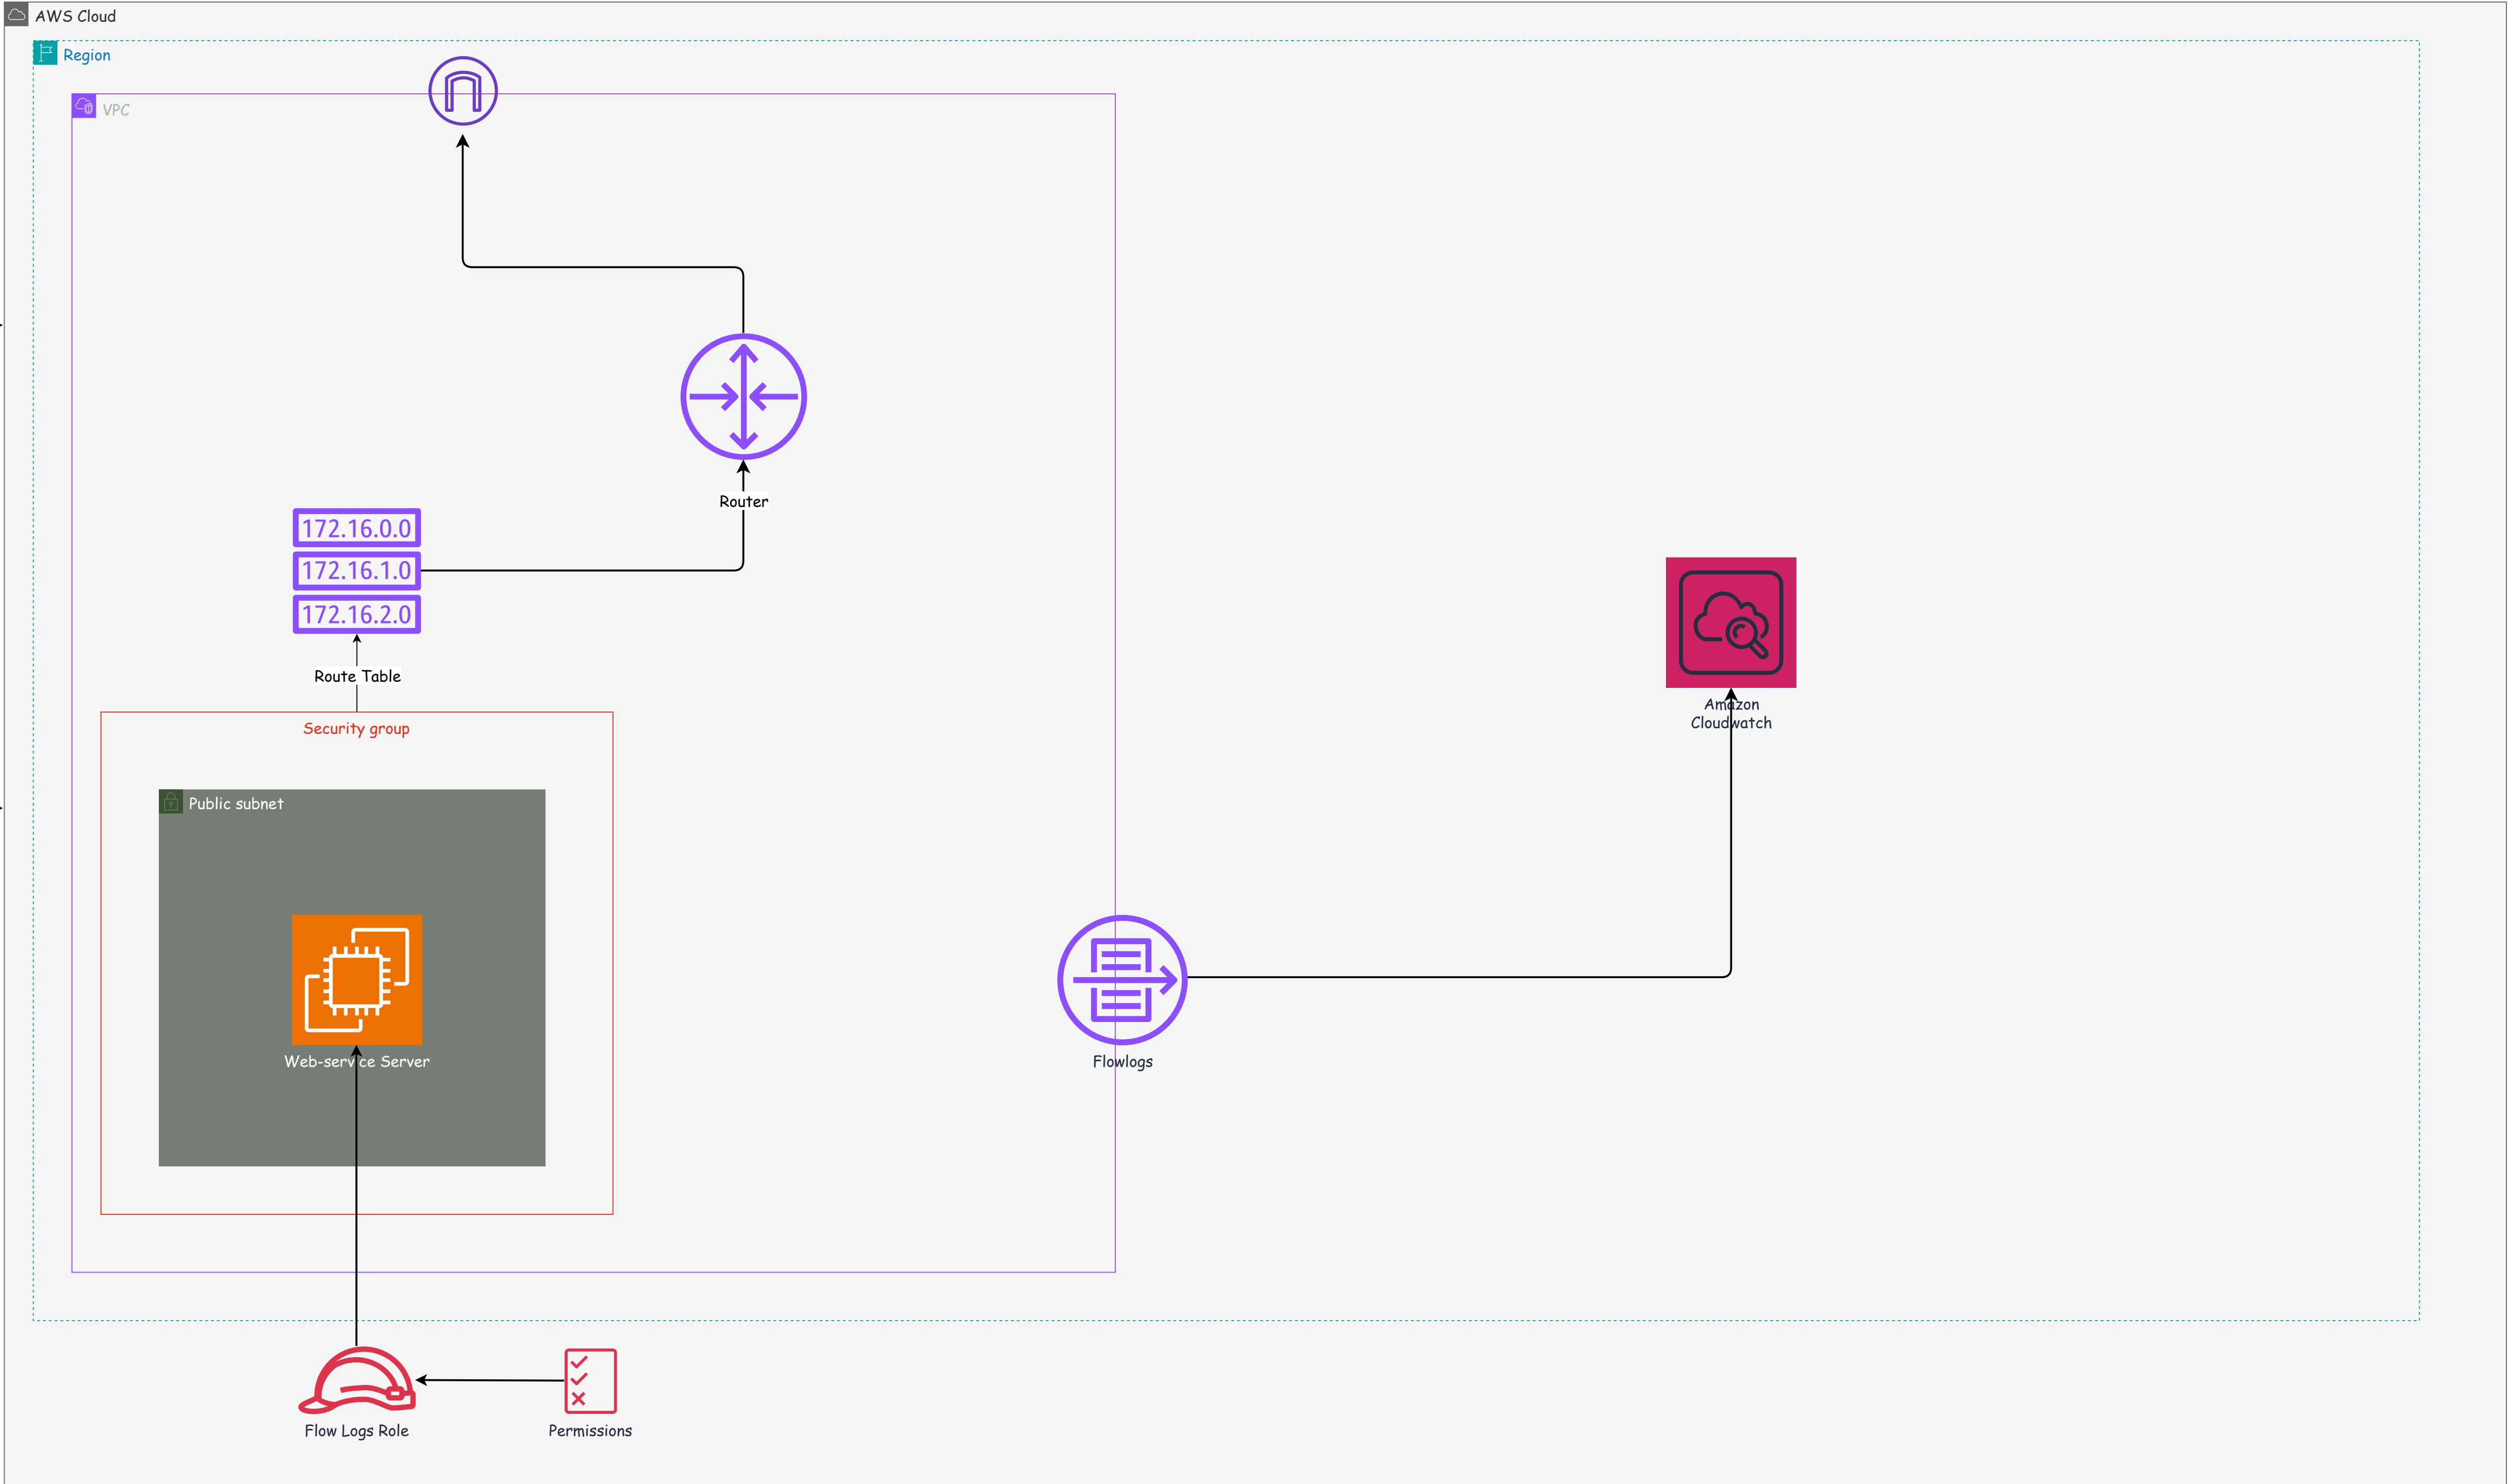 AWS Cloud
Region
VPC
Router
172.16.0.0
172.16.1.0
172.16.2.0
Route Table
Security group
Public subnet
Web-service Server
Amazon
Cloudwatch
Flowlogs
Flow Logs Role
Permissions